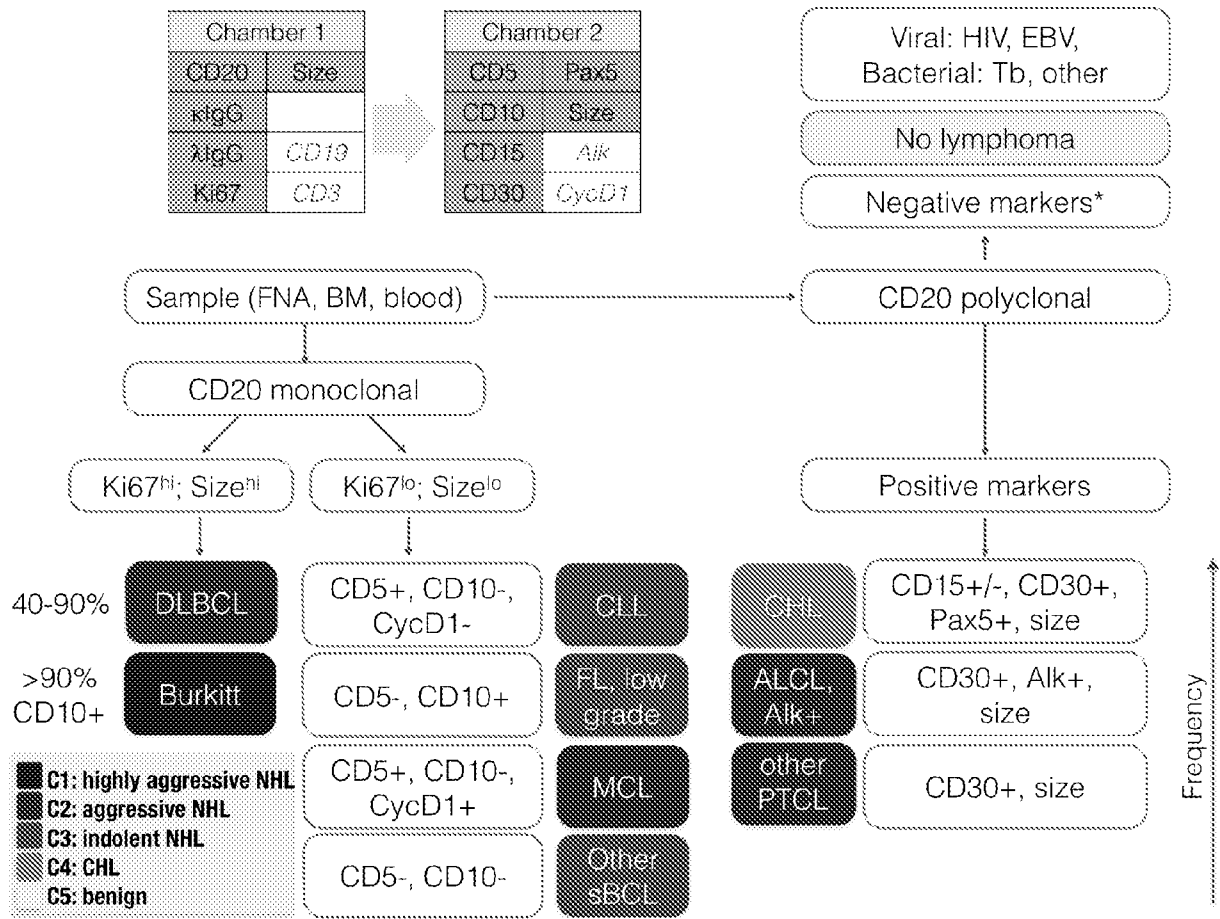 Chamber 1
CD20 Size
κIgG
λIgG CD19
Ki67 CD3
Chamber 2
CD5 Pax5
CD10 Size
CD15 Alk
CD30 CycD1
Viral: HIV, EBV,
Bacterial: Tb, other
No lymphoma
Negative markers*
Sample (FNA, BM, blood)
CD20 polyclonal
CD20 monoclonal
Ki67hi; Sizehi
Ki67lo; Sizelo
Positive markers
40-90%
DLBCL
CD5+, CD10-,
CycD1-
CLL
CHL
CD15+/-, CD30+,
Pax5+, size
>90%
CD10+
Burkitt
CD5-, CD10+
FL, low
grade
ALCL,
Alk+
CD30+, Alk+,
size
CD5+, CD10-,
CycD1+
MCL
other
PTCL
CD30+, size
CD5-, CD10-
Other
sBCL
Frequency
C1: highly aggressive NHL
C2: aggressive NHL
C3: indolent NHL
C4: CHL
C5: benign